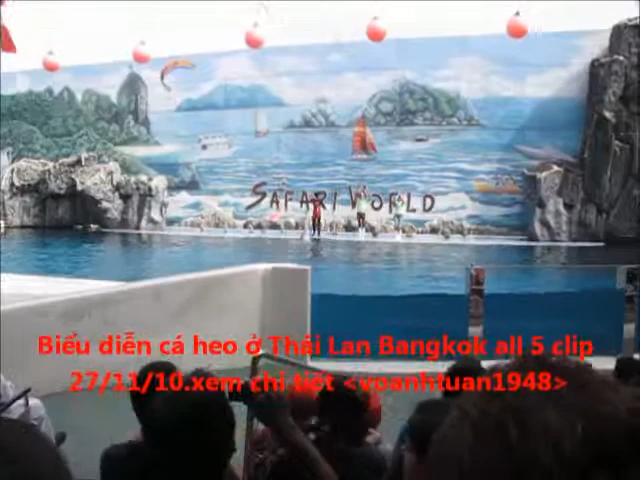 SAFARI WORLD
Biểu diễn cá heo ở Thái Lan Bangkok all 5 clip
27/11/10.xem chi tiết <voanhtuan1948>